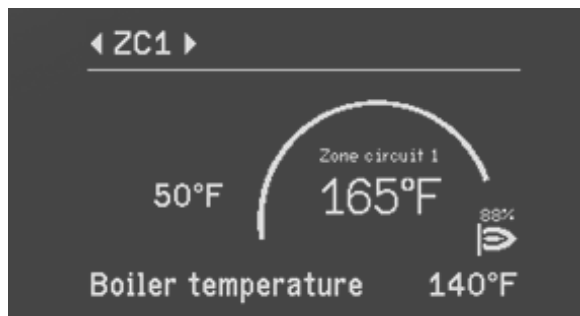 ZC1
Zone circuit 1
50°F 165°F
88%
Boiler temperature 140°F